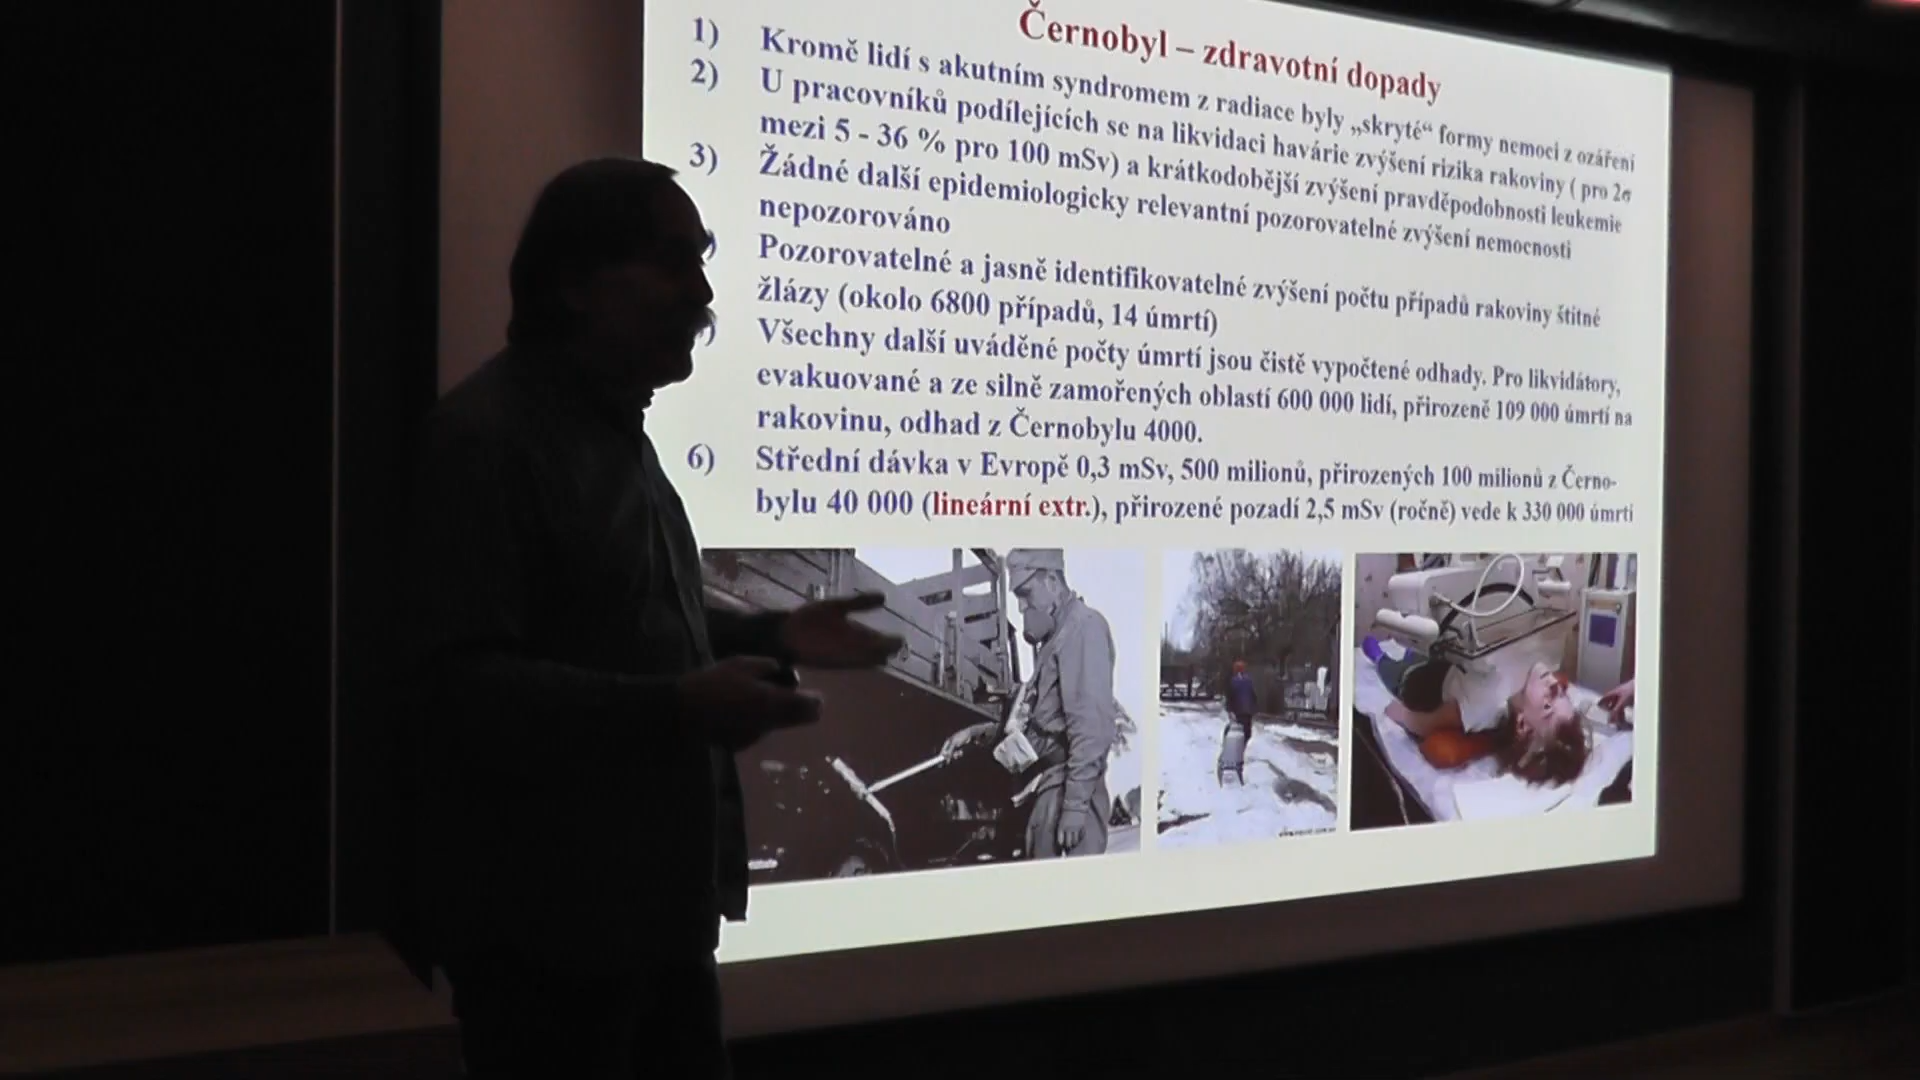 Černobyl – zdravotní dopady
1) Kromě lidí s akutním syndromem z radiace byly „skryté“ formy nemoci z ozáření
2) U pracovníků podílejících se na likvidaci havárie zvýšení rizika rakoviny ( pro 2σ
mezi 5 - 36 % pro 100 mSv) a krátkodobější zvýšení pravděpodobnosti leukemie
3) Žádné další epidemiologicky relevantní pozorovatelné zvýšení nemocnosti
nepozorováno
) Pozorovatelné a jasně identifikovatelné zvýšení počtu případů rakoviny štítné
žlázy (okolo 6800 případů, 14 úmrtí)
) Všechny další uváděné počty úmrtí jsou čistě vypočtené odhady. Pro likvidátory,
evakuované a ze silně zamořených oblastí 600 000 lidí, přirozeně 109 000 úmrtí na
rakovinu, odhad z Černobylu 4000.
6) Střední dávka v Evropě 0,3 mSv, 500 milionů, přirozených 100 milionů z Černo-
bylu 40 000 (lineární extr.), přirozené pozadí 2,5 mSv (ročně) vede k 330 000 úmrtí